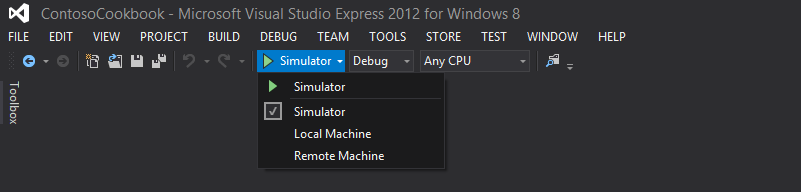 ContosoCookbook - Microsoft Visual Studio Express 2012 for Windows 8
FILE EDIT VIEW PROJECT BUILD DEBUG TEAM TOOLS STORE TEST WINDOW HELP
Simulator Debug Any CPU
Toolbox
Simulator
Simulator
Local Machine
Remote Machine